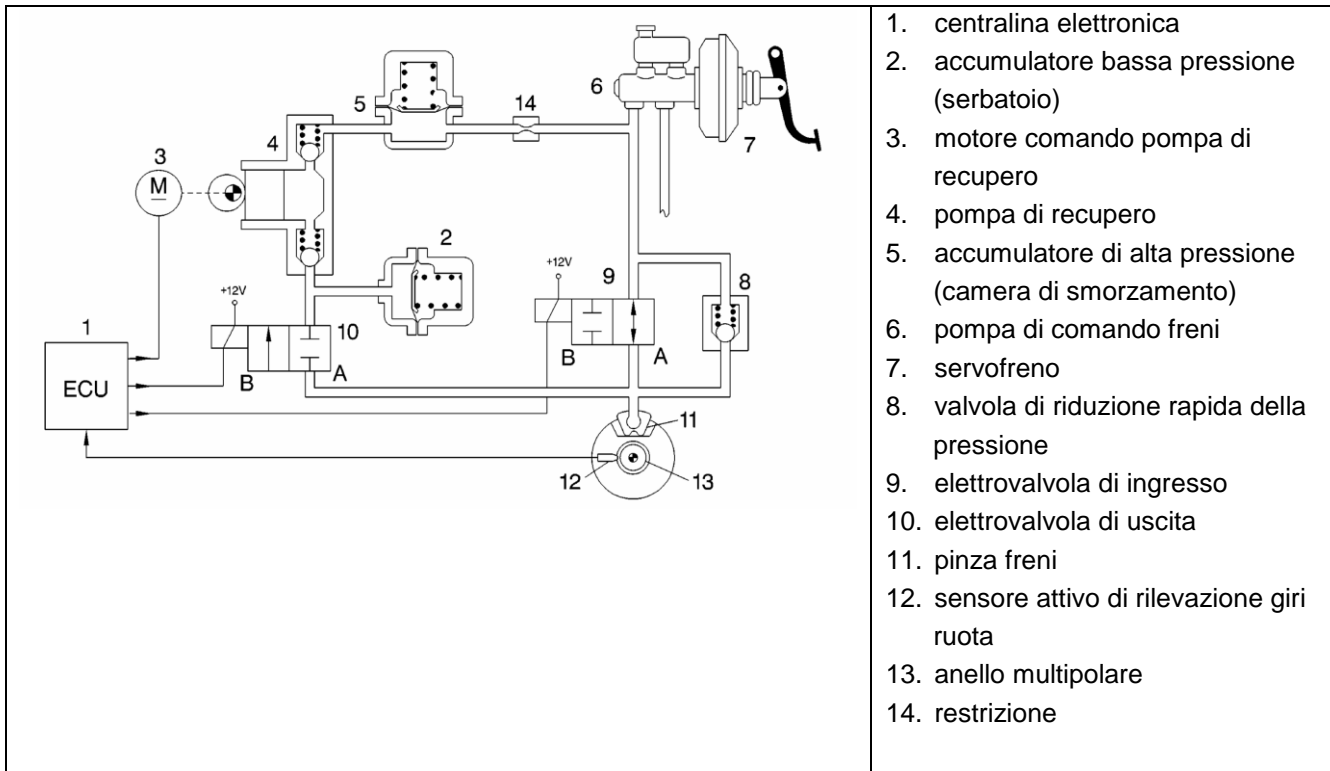 6
7
5
14
4
3
M
2
+12V
+12V
9
8
10
1
B
A
B
A
ECU
11
12
13
1. centralina elettronica
2. accumulatore bassa pressione
(serbatoio)
3. motore comando pompa di
recupero
4. pompa di recupero
5. accumulatore di alta pressione
(camera di smorzamento)
6. pompa di comando freni
7. servofreno
8. valvola di riduzione rapida della
pressione
9. elettrovalvola di ingresso
10. elettrovalvola di uscita
11. pinza freni
12. sensore attivo di rilevazione giri
ruota
13. anello multipolare
14. restrizione